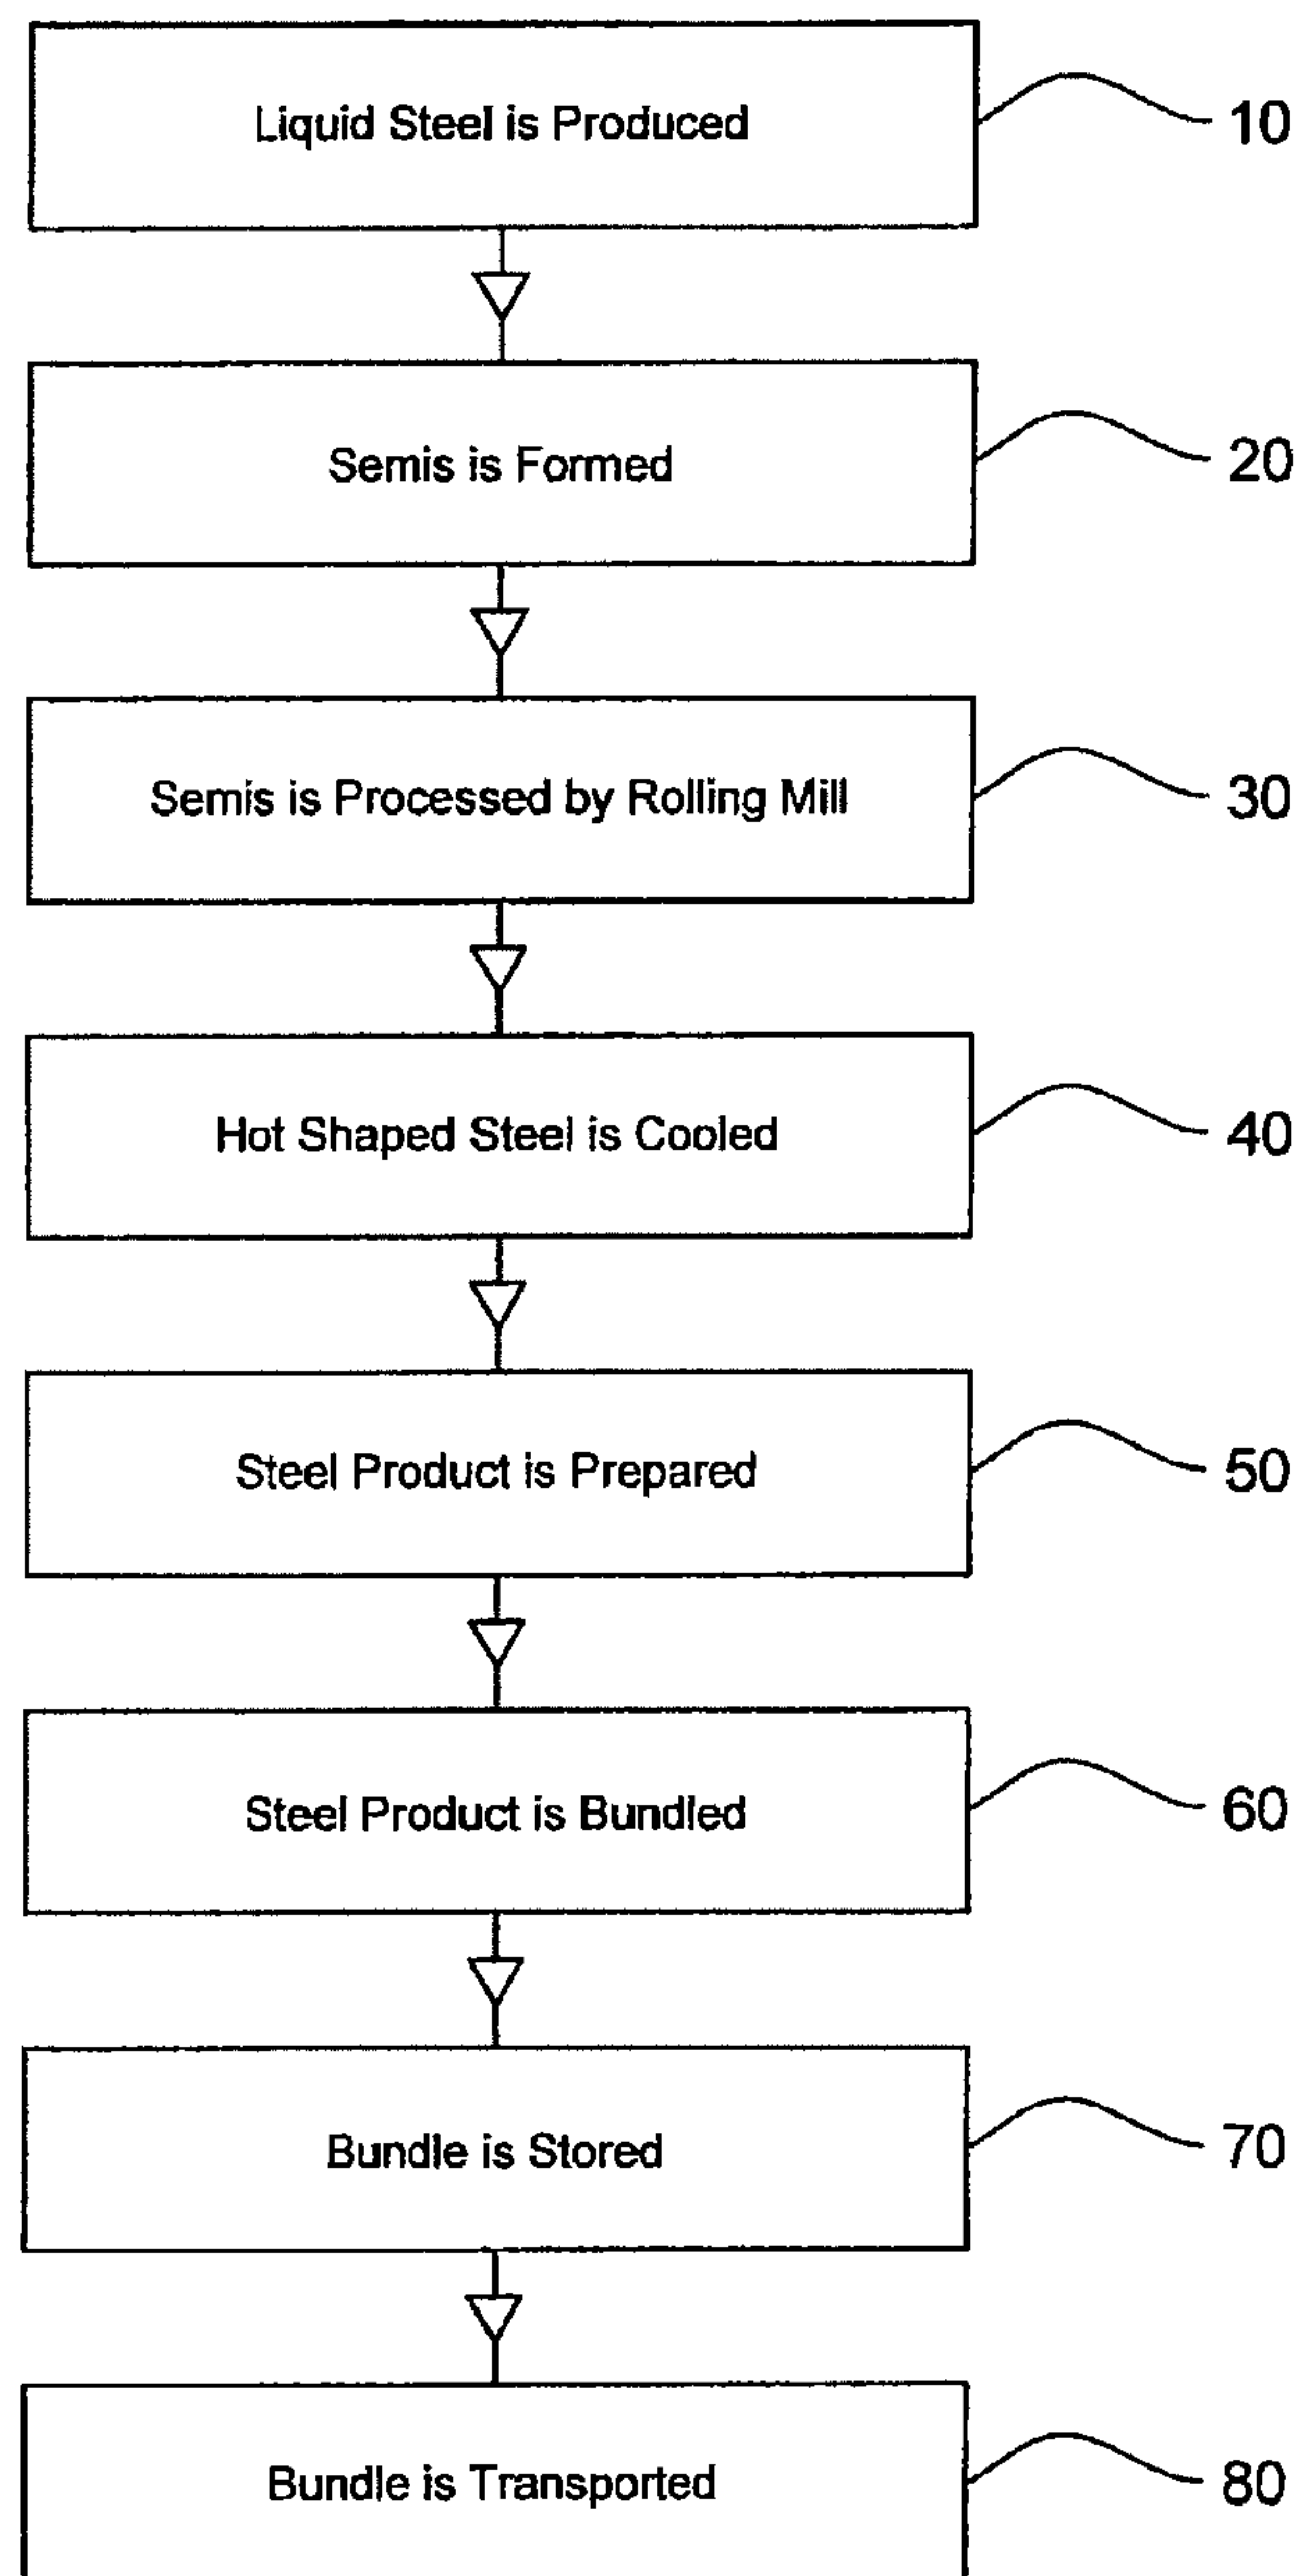 Liquid Steel is Produced 10
Semis is Formed 20
Semis is Processed by Rolling Mill 30
Hot Shaped Steel is Cooled 40
Steel Product is Prepared 50
Steel Product is Bundled 60
Bundle is Stored 70
Bundle is Transported 80